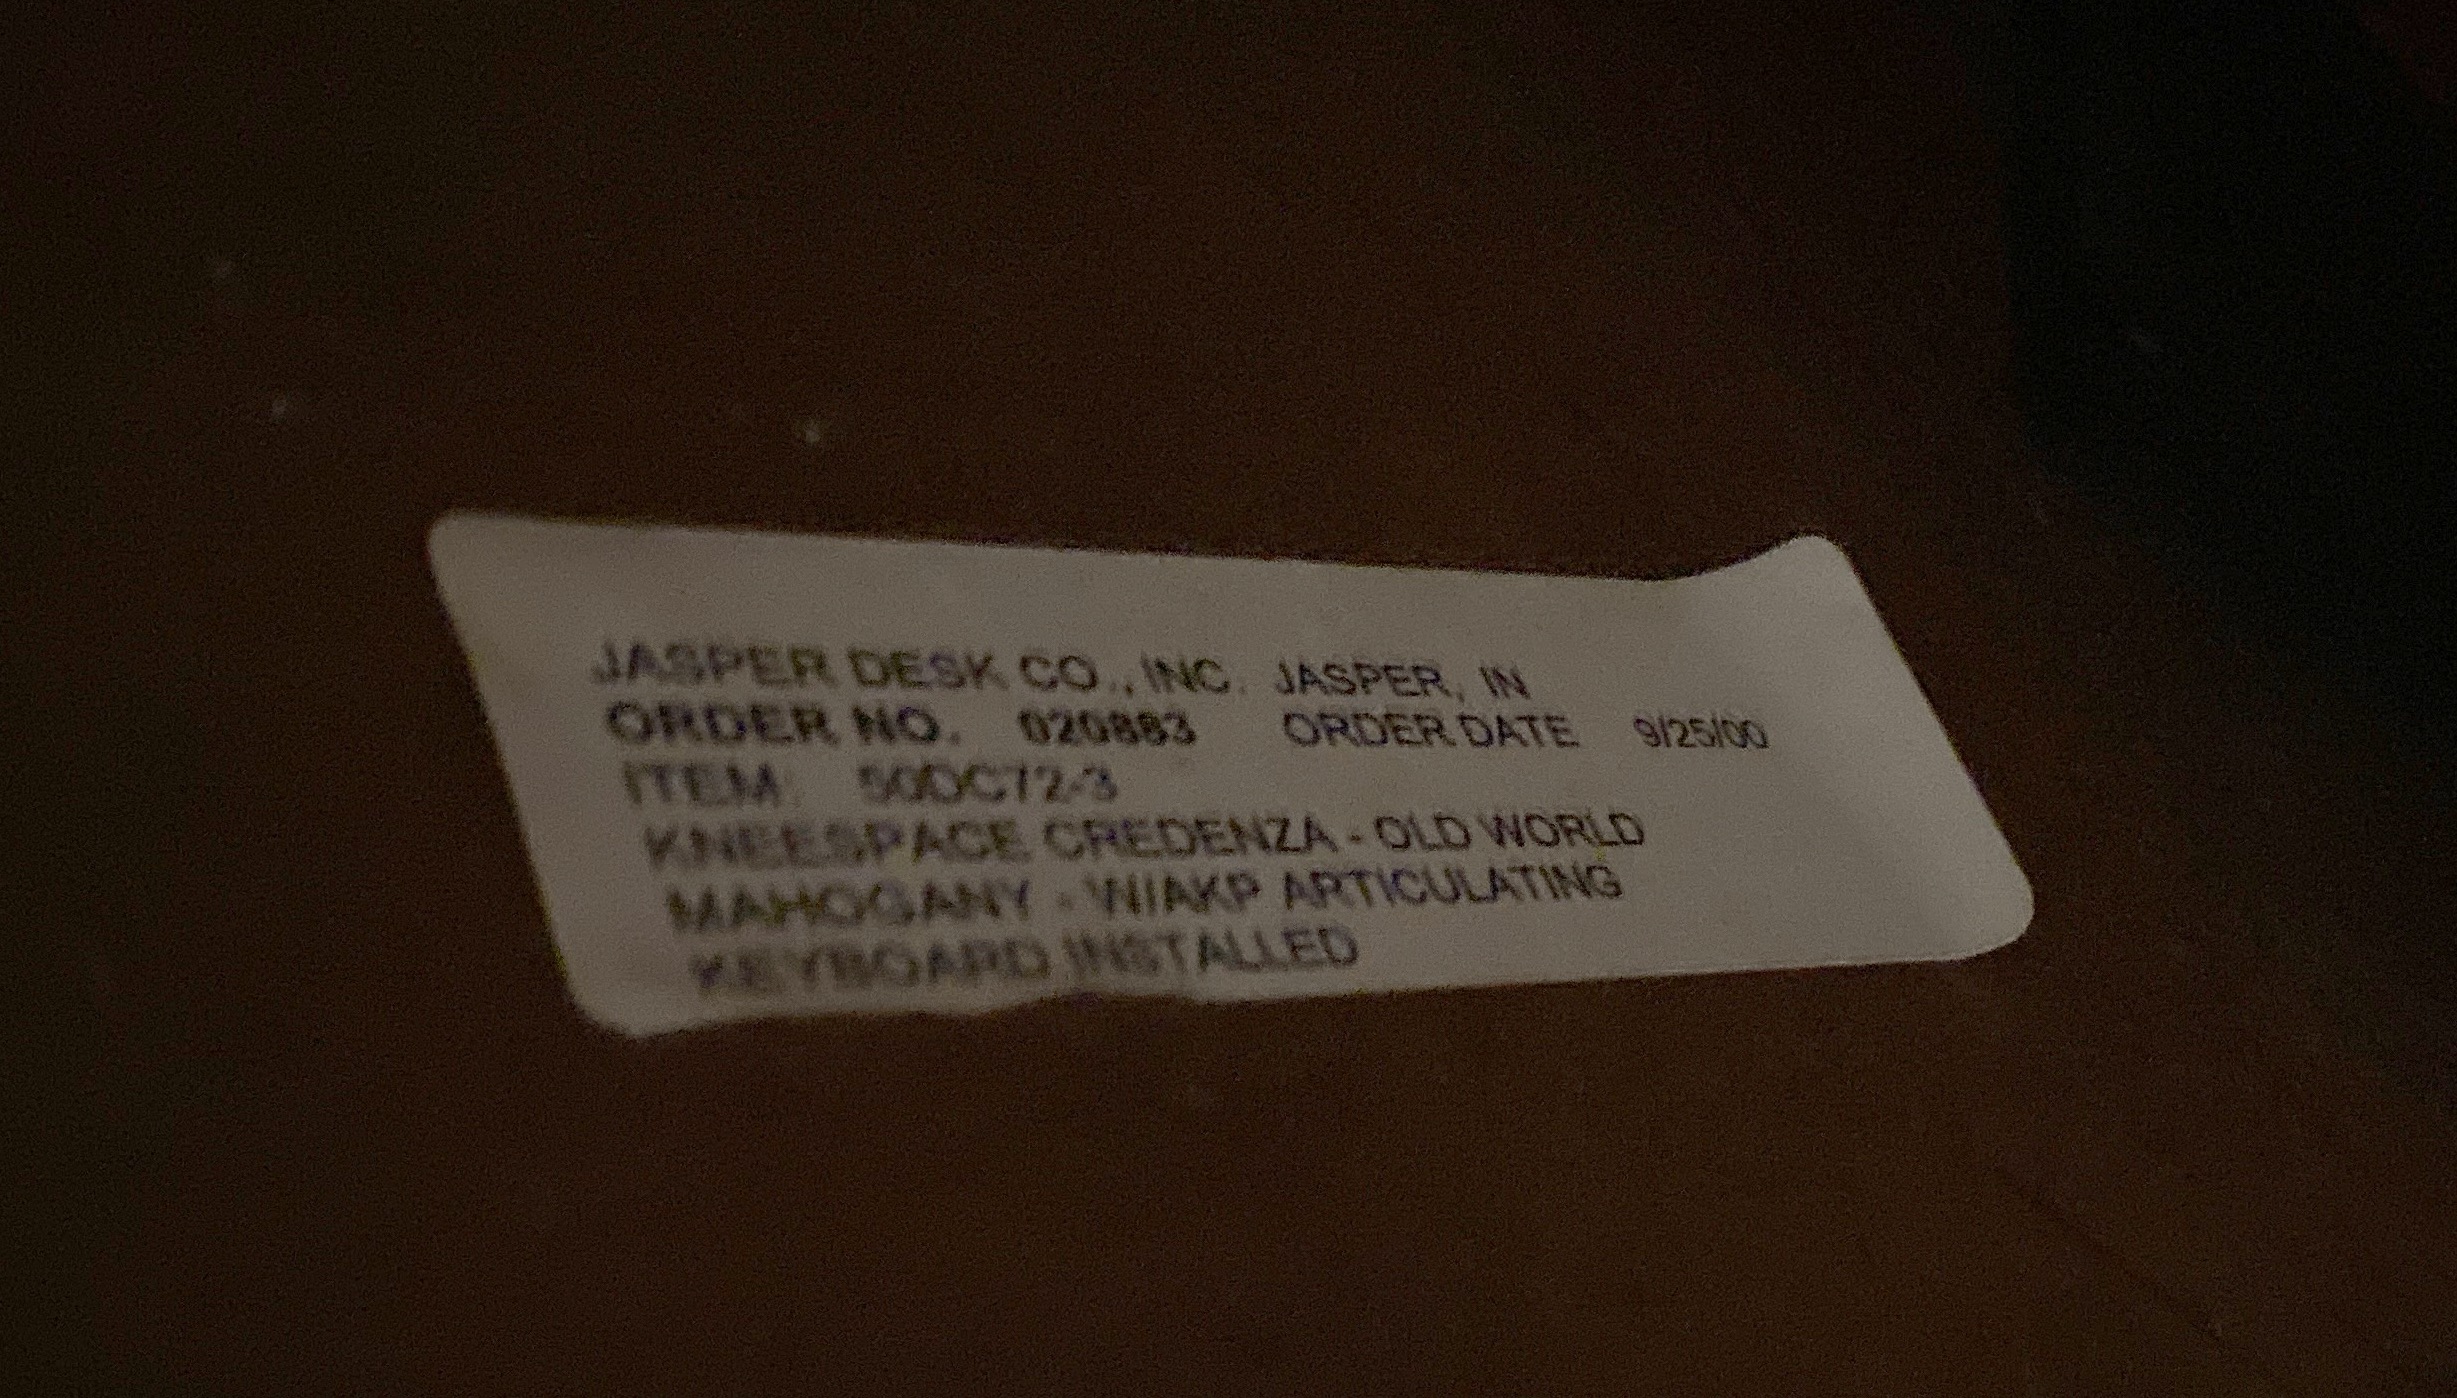 JASPER DESK CO., INC. JASPER, IN
ORDER NO. 020883 ORDER DATE 9/25/00
ITEM: 50DC72-3
KNEESPACE CREDENZA - OLD WORLD
MAHOGANY - W/AKP ARTICULATING
KEYBOARD INSTALLED